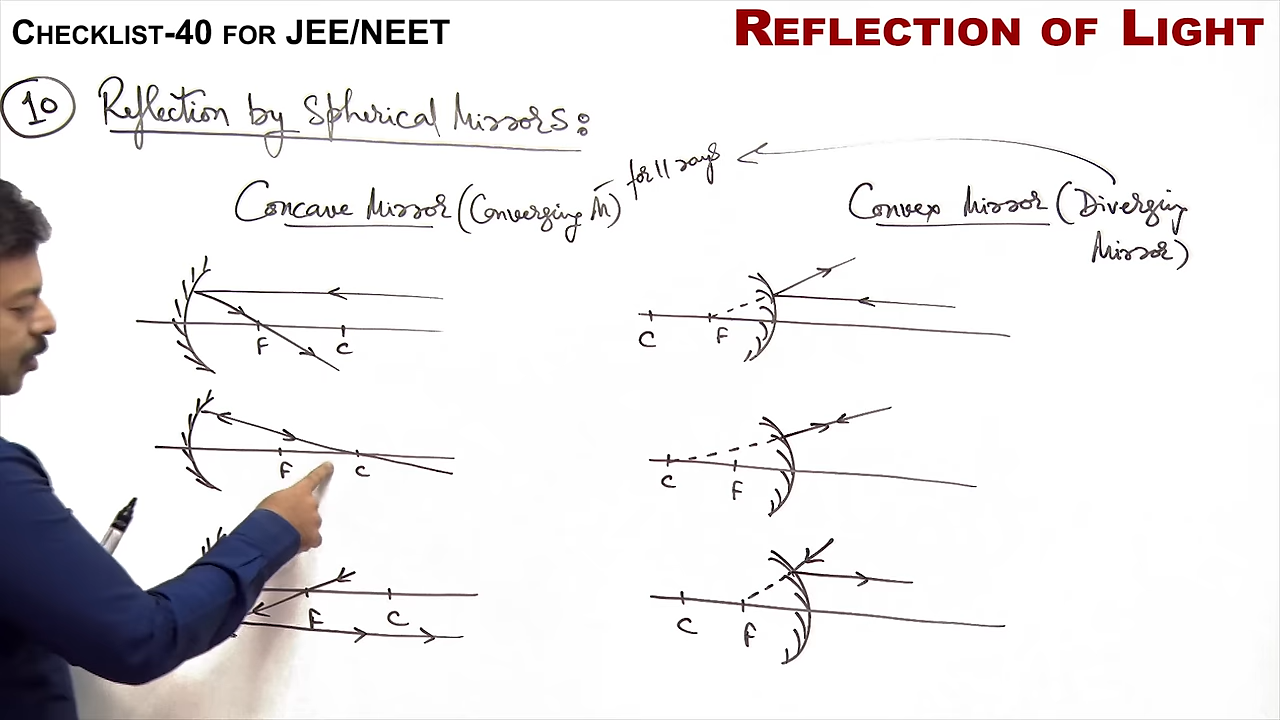 CHECKLIST-40 FOR JEE/NEET
REFLECTION OF LIGHT
10 Reflection by Spherical Mirrors:
Concave Mirror (Converging M) for || rays
Convex Mirror (Diverging
Mirror)
F C
C F
F C
C F
F C
C F